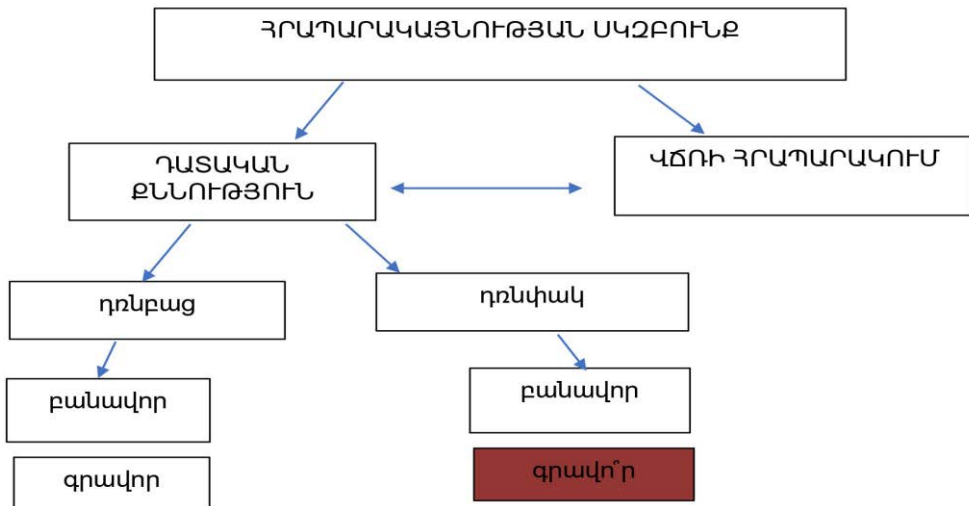 ՀՐԱՊԱՐԱԿԱՅՆՈՒԹՅԱՆ ՍԿԶԲՈՒՆՔ
ԴԱՏԱԿԱՆ
ՔՆՆՈՒԹՅՈՒՆ
ՎՃՌԻ ՀՐԱՊԱՐԱԿՈՒՄ
դռնբաց
դռնփակ
բանավոր
բանավոր
գրավոր
գրավո՞ր